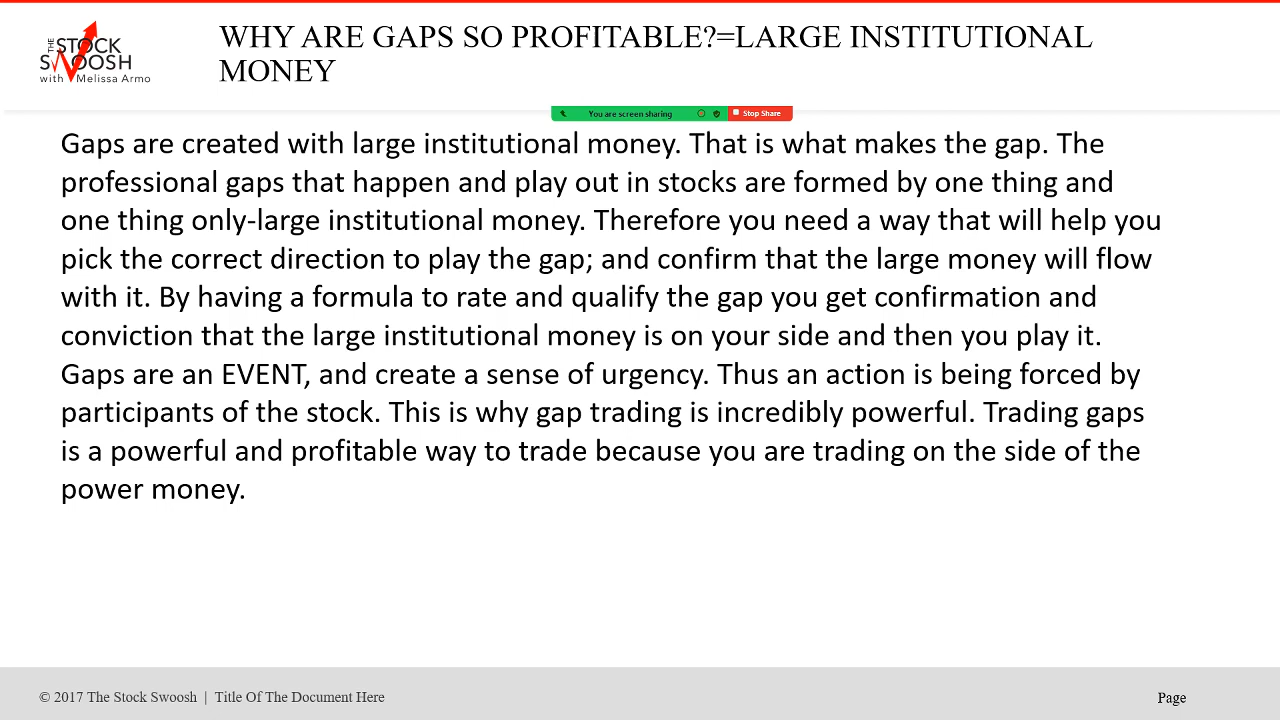 WHY ARE GAPS SO PROFITABLE?=LARGE INSTITUTIONAL
MONEY
THE
STOCK
SWOOSH
with Melissa Armo
You are screen sharing
Stop Share
Gaps are created with large institutional money. That is what makes the gap. The
professional gaps that happen and play out in stocks are formed by one thing and
one thing only-large institutional money. Therefore you need a way that will help you
pick the correct direction to play the gap; and confirm that the large money will flow
with it. By having a formula to rate and qualify the gap you get confirmation and
conviction that the large institutional money is on your side and then you play it.
Gaps are an EVENT, and create a sense of urgency. Thus an action is being forced by
participants of the stock. This is why gap trading is incredibly powerful. Trading gaps
is a powerful and profitable way to trade because you are trading on the side of the
power money.
© 2017 The Stock Swoosh | Title Of The Document Here
Page